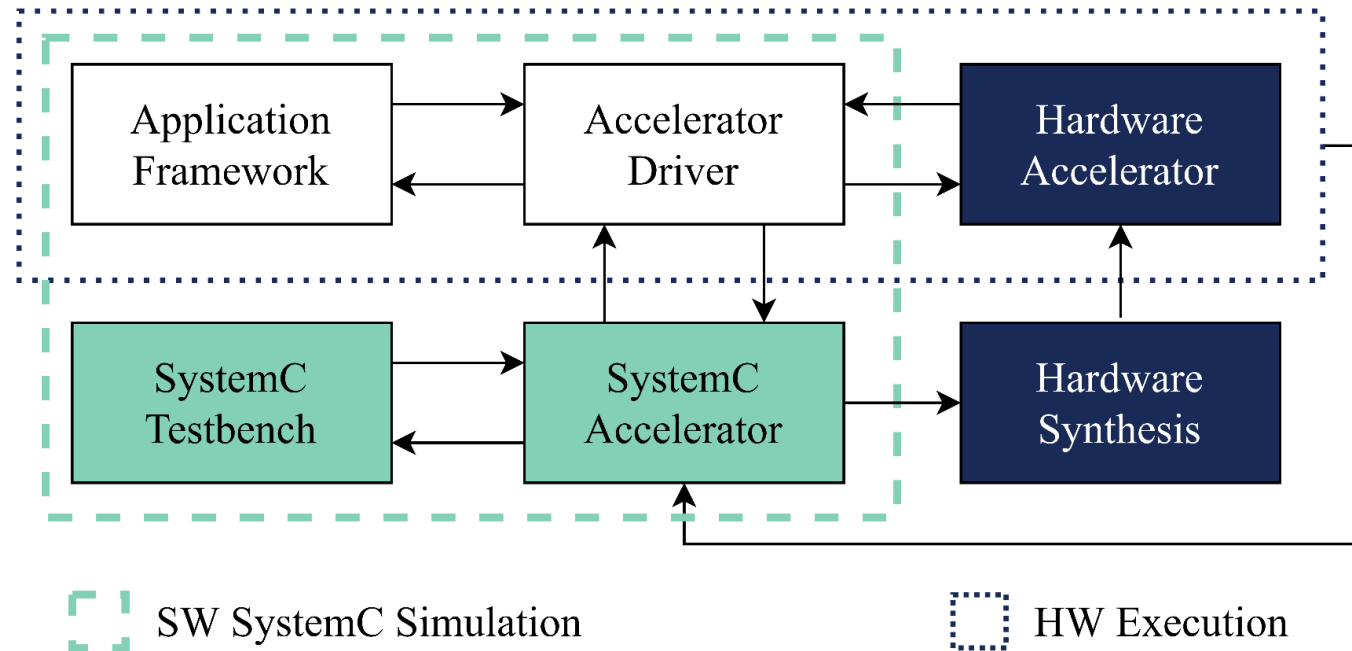 Application
Framework
Accelerator
Driver
Hardware
Accelerator
SystemC
Testbench
SystemC
Accelerator
Hardware
Synthesis
SW SystemC Simulation
HW Execution